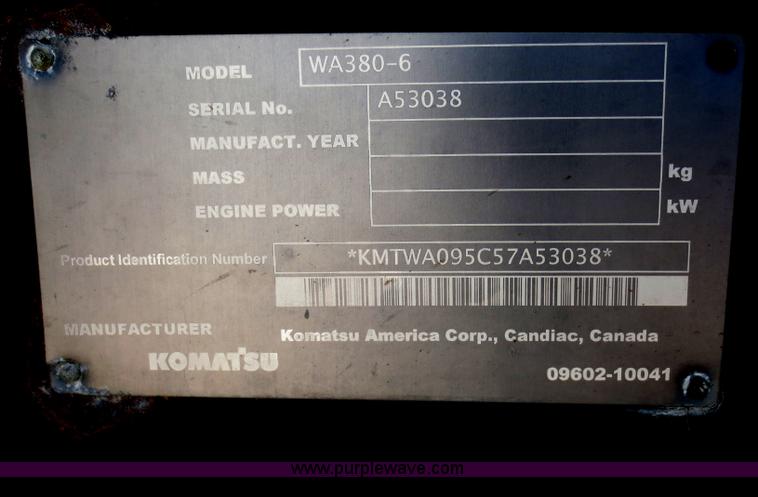 MODEL WA380-6
SERIAL No. A53038
MANUFACT. YEAR
MASS kg
ENGINE POWER kW
Product Identification Number *KMTWA095C57A53038*
MANUFACTURER Komatsu America Corp., Candiac, Canada
KOMATSU
09602-10041
www.purplewave.com